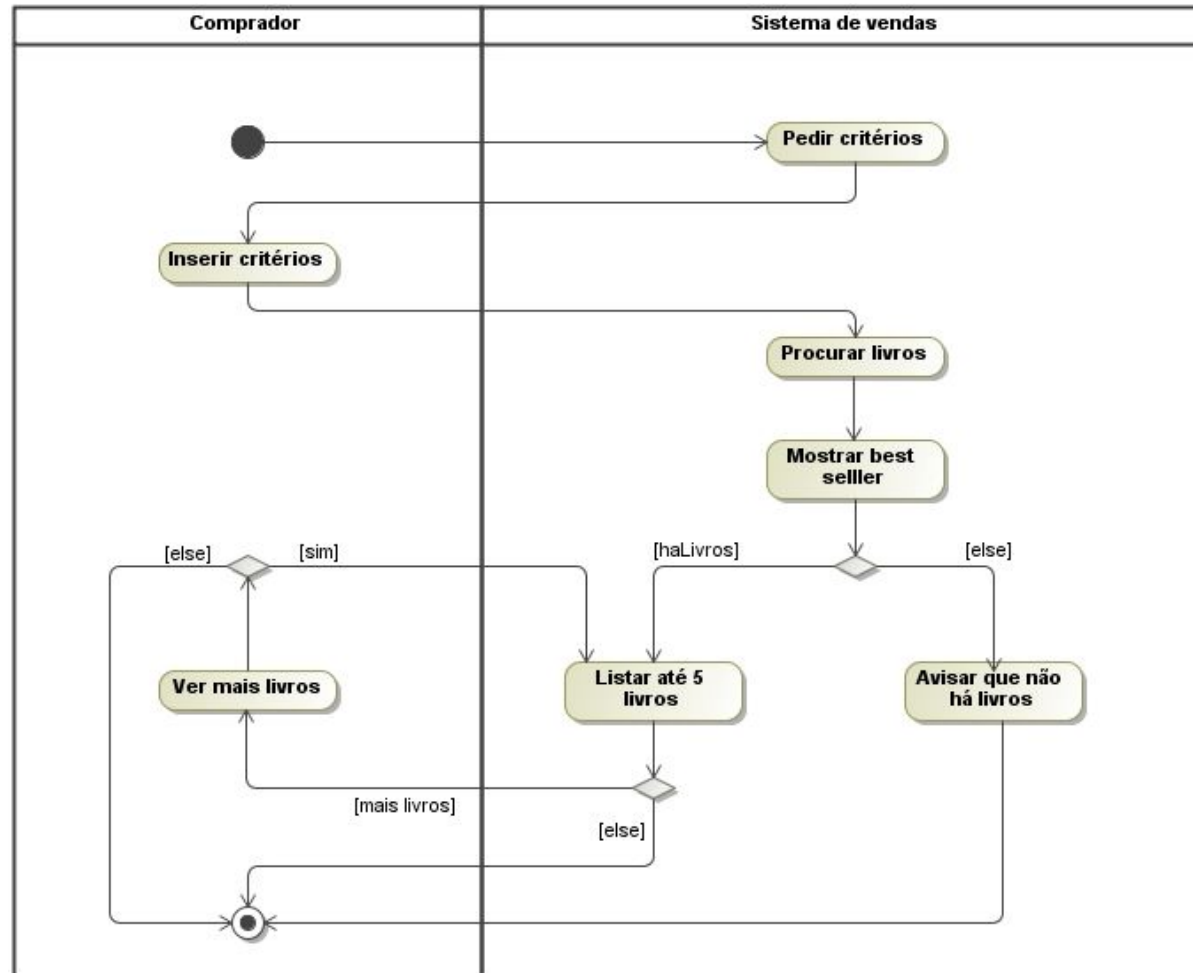 Comprador
Sistema de vendas
Pedir critérios
Inserir critérios
Procurar livros
Mostrar best
selller
[else]
[sim]
[haLivros]
[else]
Ver mais livros
Listar até 5
livros
Avisar que não
há livros
[mais livros]
[else]